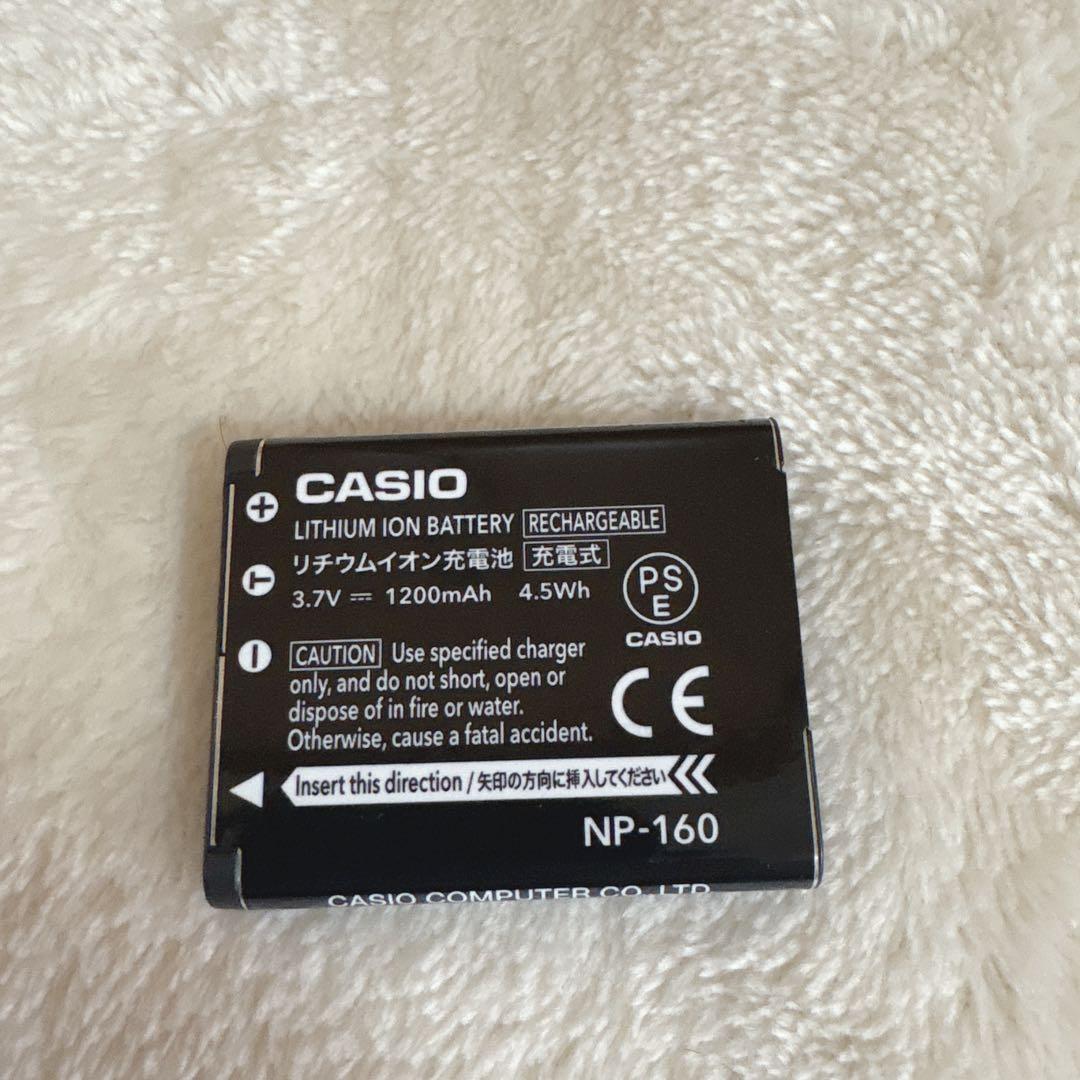 CASIO
LITHIUM ION BATTERY RECHARGEABLE
リチウムイオン充電池 充電式
3.7V 1200mAh 4.5Wh
PS
E
CASIO
CAUTION Use specified charger
only, and do not short, open or
dispose of in fire or water.
Otherwise, cause a fatal accident.
CE
Insert this direction / 矢印の方向に挿入してください
NP-160
CASIO COMPUTER CO., LTD.
+
T
−